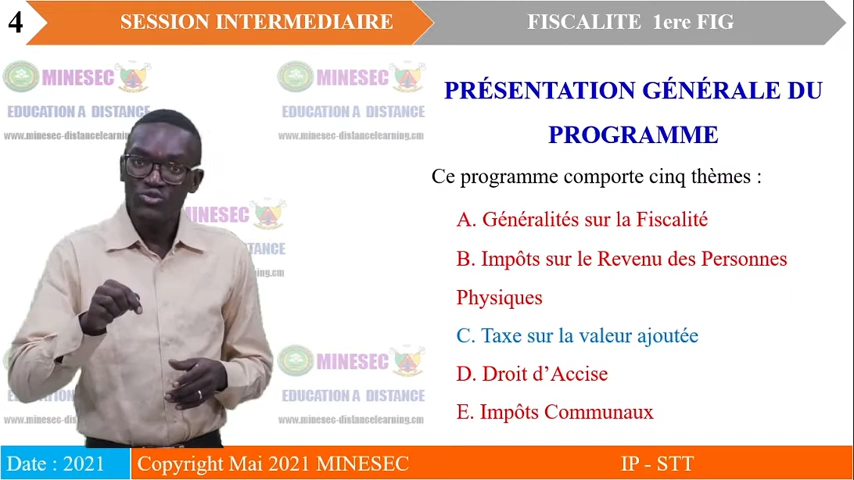 4
SESSION INTERMEDIAIRE
FISCALITE 1ere FIG
MINESEC
EDUCATION A DISTANCE
www.minesec-distancelearning.cm
MINESEC
EDUCATION A DISTANCE
www.minesec-distancelearning.cm
PRÉSENTATION GÉNÉRALE DU
PROGRAMME
Ce programme comporte cinq thèmes :
MINESEC
A. Généralités sur la Fiscalité
B. Impôts sur le Revenu des Personnes
Physiques
C. Taxe sur la valeur ajoutée
MINESEC
EDUCATION A DISTANCE
www.minesec-distancelearning.cm
D. Droit d’Accise
E. Impôts Communaux
Date : 2021
Copyright Mai 2021 MINESEC
IP - STT